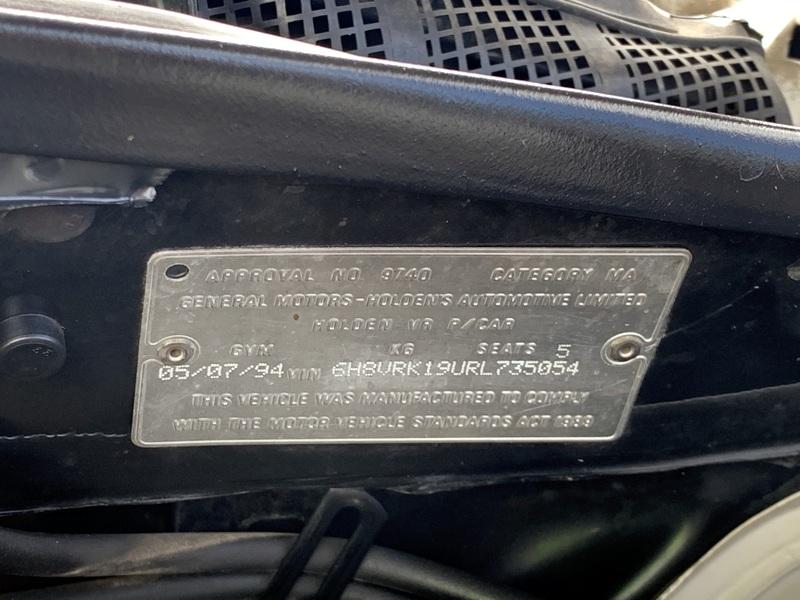 APPROVAL NO. 9740 CATEGORY MA
GENERAL MOTORS-HOLDEN'S AUTOMOTIVE LIMITED
HOLDEN VR P/CAR
GVM KG SEATS 5
05/07/94 VIN 6H8VRK19URL735054
THIS VEHICLE WAS MANUFACTURED TO COMPLY
WITH THE MOTOR VEHICLE STANDARDS ACT 1989